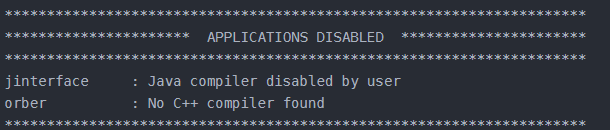 *********************************************************************
**********************  APPLICATIONS DISABLED  **********************
*********************************************************************
jinterface     : Java compiler disabled by user
orber          : No C++ compiler found
*********************************************************************